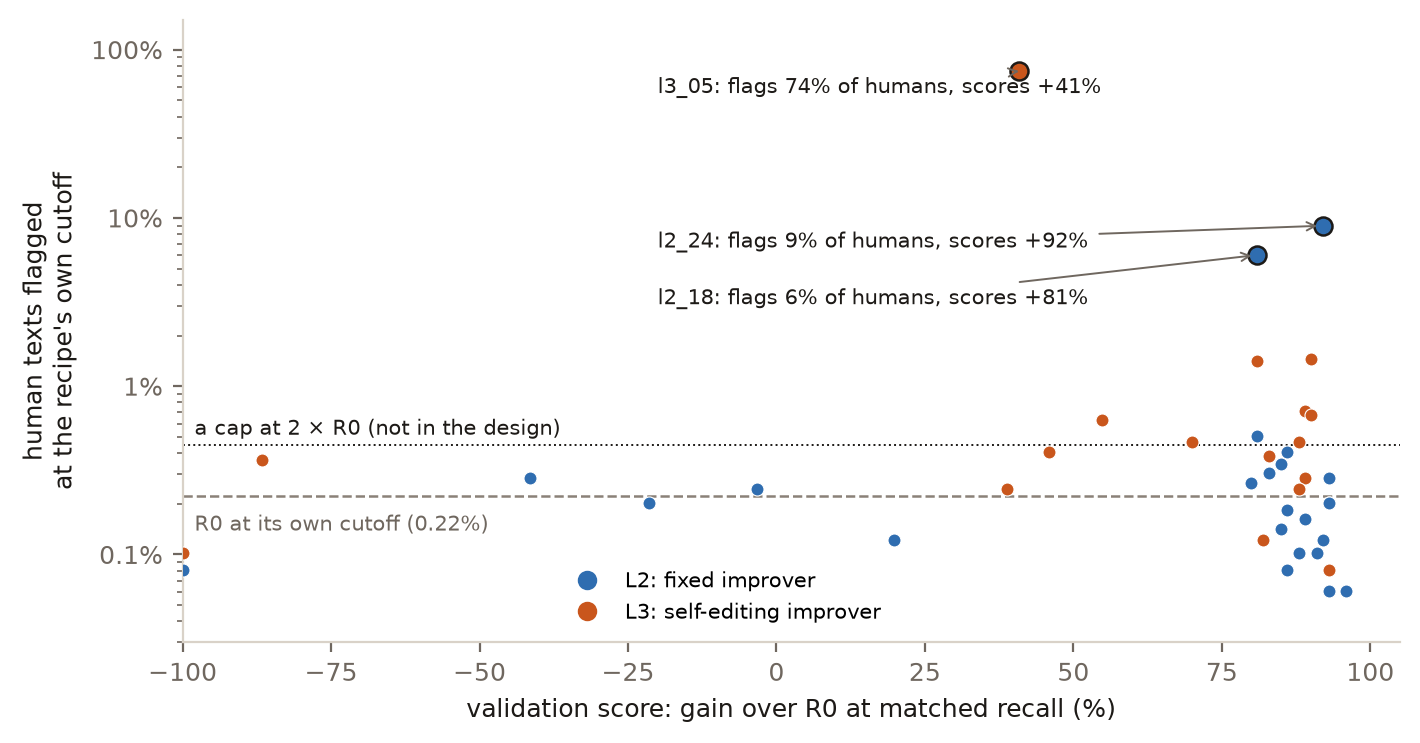 human texts flagged
at the recipe's own cutoff
100%
10%
1%
0.1%
l3_05: flags 74% of humans, scores +41%
l2_24: flags 9% of humans, scores +92%
l2_18: flags 6% of humans, scores +81%
a cap at 2 × R0 (not in the design)
R0 at its own cutoff (0.22%)
L2: fixed improver
L3: self-editing improver
−100 −75 −50 −25 0 25 50 75 100
validation score: gain over R0 at matched recall (%)